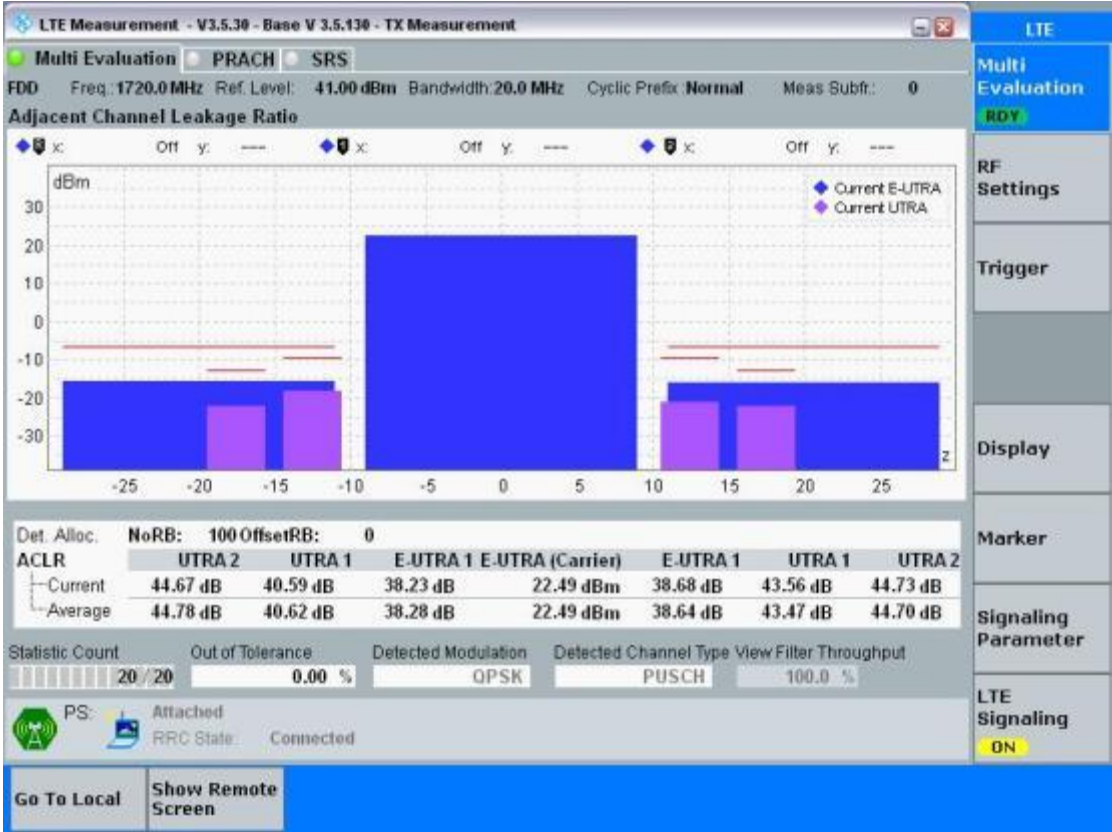 LTE Measurement - V3.5.30 - Base V 3.5.130 - TX Measurement
Multi Evaluation PRACH SRS
FDD Freq.: 1720.0 MHz Ref. Level: 41.00 dBm Bandwidth: 20.0 MHz Cyclic Prefix: Normal Meas Subfr.: 0
Adjacent Channel Leakage Ratio
x: Off y: --- x: Off y: --- x: Off y: ---
dBm
Current E-UTRA
Current UTRA
30
20
10
0
-10
-20
-30
z
-25 -20 -15 -10 -5 0 5 10 15 20 25
Det. Alloc. NoRB: 100 OffsetRB: 0
ACLR UTRA 2 UTRA 1 E-UTRA 1 E-UTRA (Carrier) E-UTRA 1 UTRA 1 UTRA 2
Current 44.67 dB 40.59 dB 38.23 dB 22.49 dBm 38.68 dB 43.56 dB 44.73 dB
Average 44.78 dB 40.62 dB 38.28 dB 22.49 dBm 38.64 dB 43.47 dB 44.70 dB
Statistic Count Out of Tolerance Detected Modulation Detected Channel Type View Filter Throughput
20 / 20 0.00 % QPSK PUSCH 100.0 %
PS: Attached
RRC State: Connected
LTE
Multi
Evaluation
RDY
RF
Settings
Trigger
Display
Marker
Signaling
Parameter
LTE
Signaling
ON
Go To Local
Show Remote
Screen